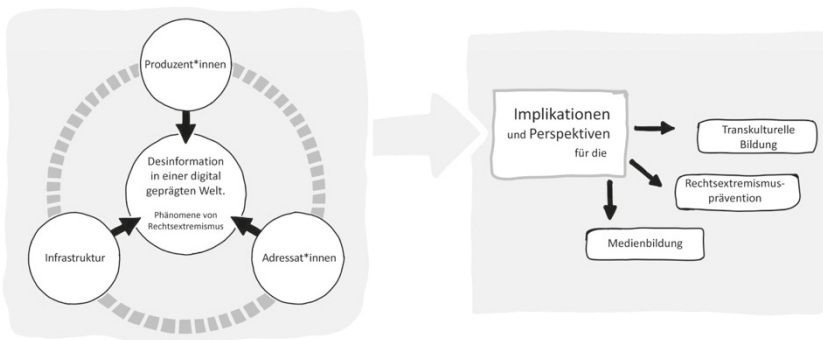 Produzent*innen
Desinformation
in einer digital
geprägten Welt.
Phänomene von
Rechtsextremismus
Infrastruktur
Adressat*innen
Implikationen
und Perspektiven
für die
Transkulturelle
Bildung
Rechtsextremismus-
prävention
Medienbildung